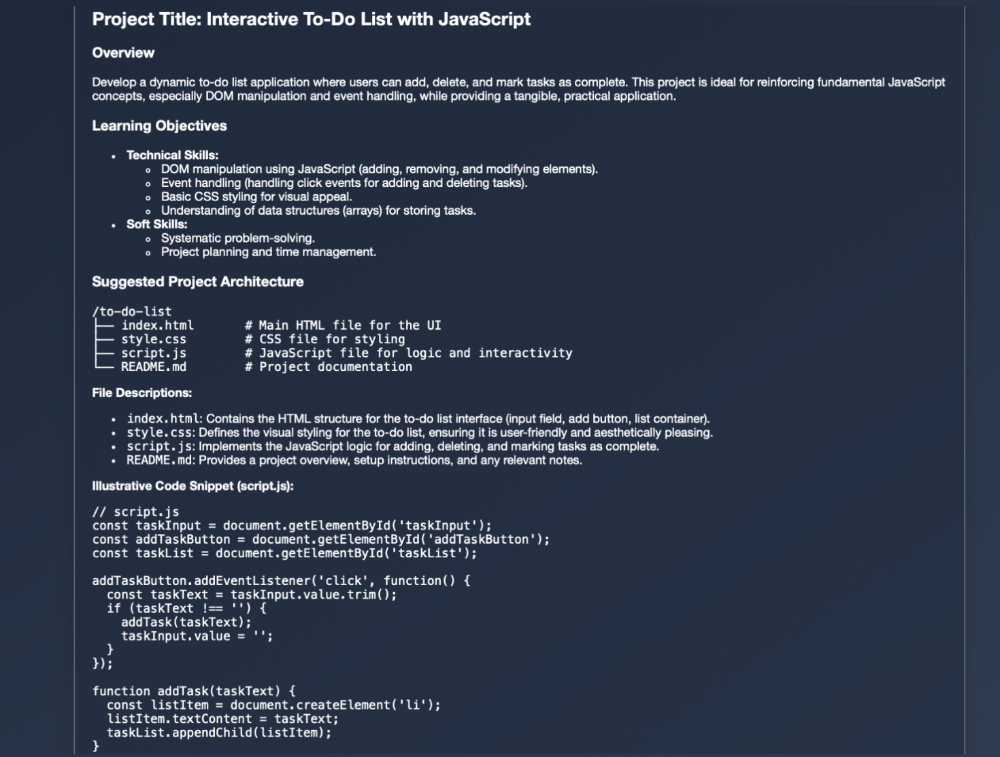 Project Title: Interactive To-Do List with JavaScript
Overview
Develop a dynamic to-do list application where users can add, delete, and mark tasks as complete. This project is ideal for reinforcing fundamental JavaScript
concepts, especially DOM manipulation and event handling, while providing a tangible, practical application.
Learning Objectives
• Technical Skills:
◦ DOM manipulation using JavaScript (adding, removing, and modifying elements).
◦ Event handling (handling click events for adding and deleting tasks).
◦ Basic CSS styling for visual appeal.
◦ Understanding of data structures (arrays) for storing tasks.
• Soft Skills:
◦ Systematic problem-solving.
◦ Project planning and time management.
Suggested Project Architecture
/to-do-list
├── index.html       # Main HTML file for the UI
├── style.css        # CSS file for styling
├── script.js        # JavaScript file for logic and interactivity
└── README.md        # Project documentation
File Descriptions:
• index.html: Contains the HTML structure for the to-do list interface (input field, add button, list container).
• style.css: Defines the visual styling for the to-do list, ensuring it is user-friendly and aesthetically pleasing.
• script.js: Implements the JavaScript logic for adding, deleting, and marking tasks as complete.
• README.md: Provides a project overview, setup instructions, and any relevant notes.
Illustrative Code Snippet (script.js):
// script.js
const taskInput = document.getElementById('taskInput');
const addTaskButton = document.getElementById('addTaskButton');
const taskList = document.getElementById('taskList');
addTaskButton.addEventListener('click', function() {
  const taskText = taskInput.value.trim();
  if (taskText !== '') {
    addTask(taskText);
    taskInput.value = '';
  }
});
function addTask(taskText) {
  const listItem = document.createElement('li');
  listItem.textContent = taskText;
  taskList.appendChild(listItem);
}